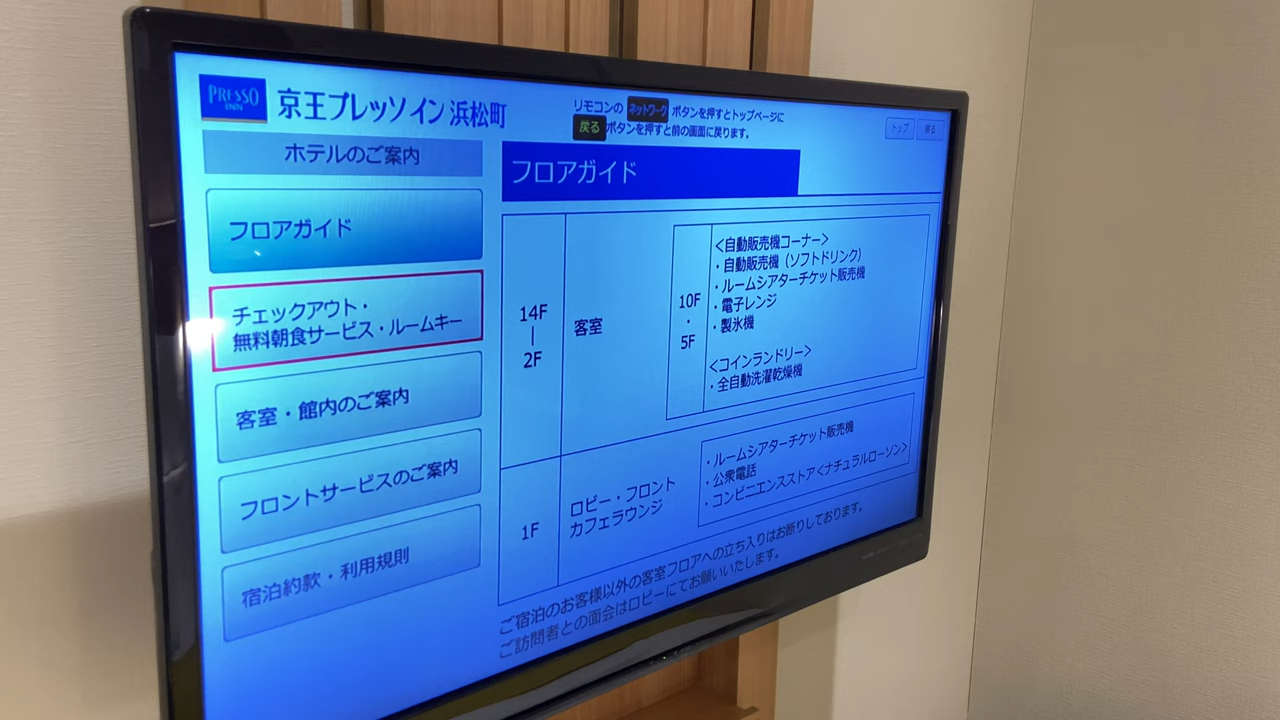 PRESSO
INN
京王プレッソイン 浜松町
リモコンの ネットワーク ボタンを押すとトップページに
戻る ボタンを押すと前の画面に戻ります。
トップ
戻る
ホテルのご案内
フロアガイド
チェックアウト・
無料朝食サービス・ルームキー
客室・館内のご案内
フロントサービスのご案内
宿泊約款・利用規則
フロアガイド
14F
|
2F
客室
10F
・
5F
<自動販売機コーナー>
・自動販売機(ソフトドリンク)
・ルームシアターチケット販売機
・電子レンジ
・製氷機
<コインランドリー>
・全自動洗濯乾燥機
1F
ロビー・フロント
カフェラウンジ
・ルームシアターチケット販売機
・公衆電話
・コンビニエンスストア<ナチュラルローソン>
ご宿泊のお客様以外の客室フロアへの立ち入りはお断りしております。
ご訪問者との面会はロビーにてお願いいたします。